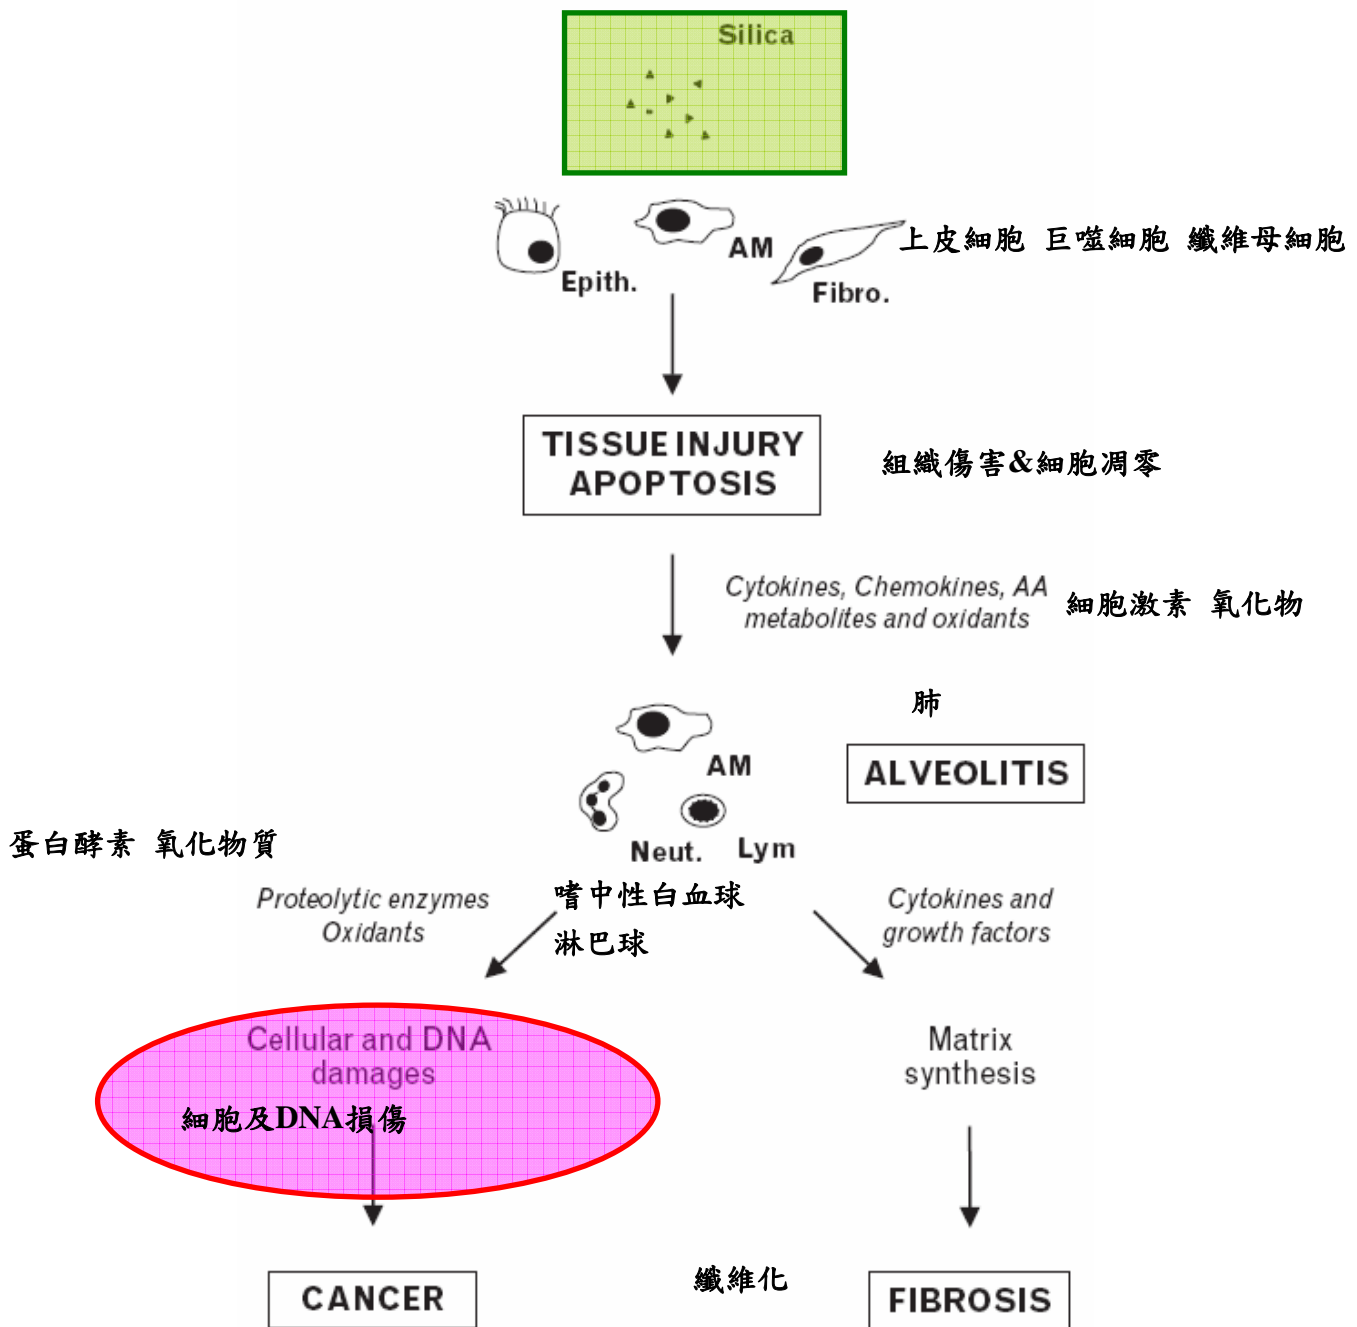 Silica
AM
上皮細胞 巨噬細胞 纖維母細胞
Epith.
Fibro.
TISSUE INJURY
APOPTOSIS
組織傷害&細胞凋零
Cytokines, Chemokines, AA
metabolites and oxidants
細胞激素 氧化物
肺
AM
ALVEOLITIS
蛋白酵素 氧化物質
Neut.
Lym
Proteolytic enzymes
Oxidants
嗜中性白血球
淋巴球
Cytokines and
growth factors
Cellular and DNA
damages
細胞及DNA損傷
Matrix
synthesis
纖維化
CANCER
FIBROSIS